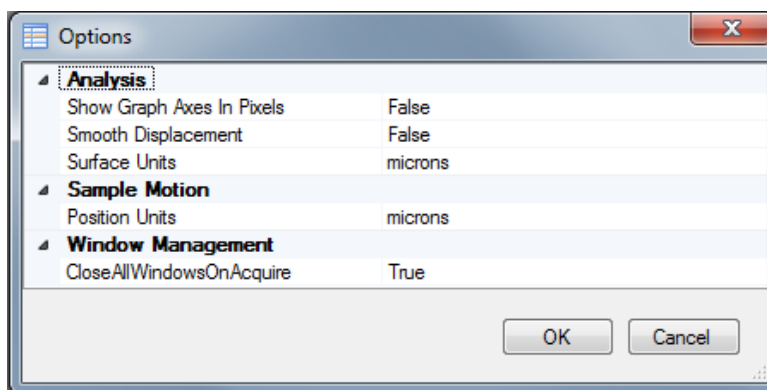 Options
Analysis
Show Graph Axes In Pixels False
Smooth Displacement False
Surface Units microns
Sample Motion
Position Units microns
Window Management
CloseAllWindowsOnAcquire True
OK Cancel